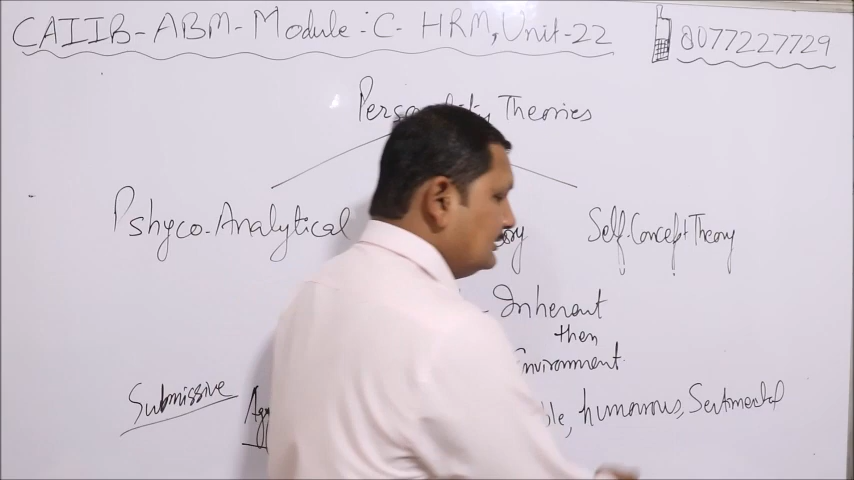 CAIIB-ABM-Module:C-HRM, Unit-22
8077227729
Theories
Pshyco-Analytical
Self-Concept Theory
- Inherent
then
Environment
Submissive
humorous, Sentimental